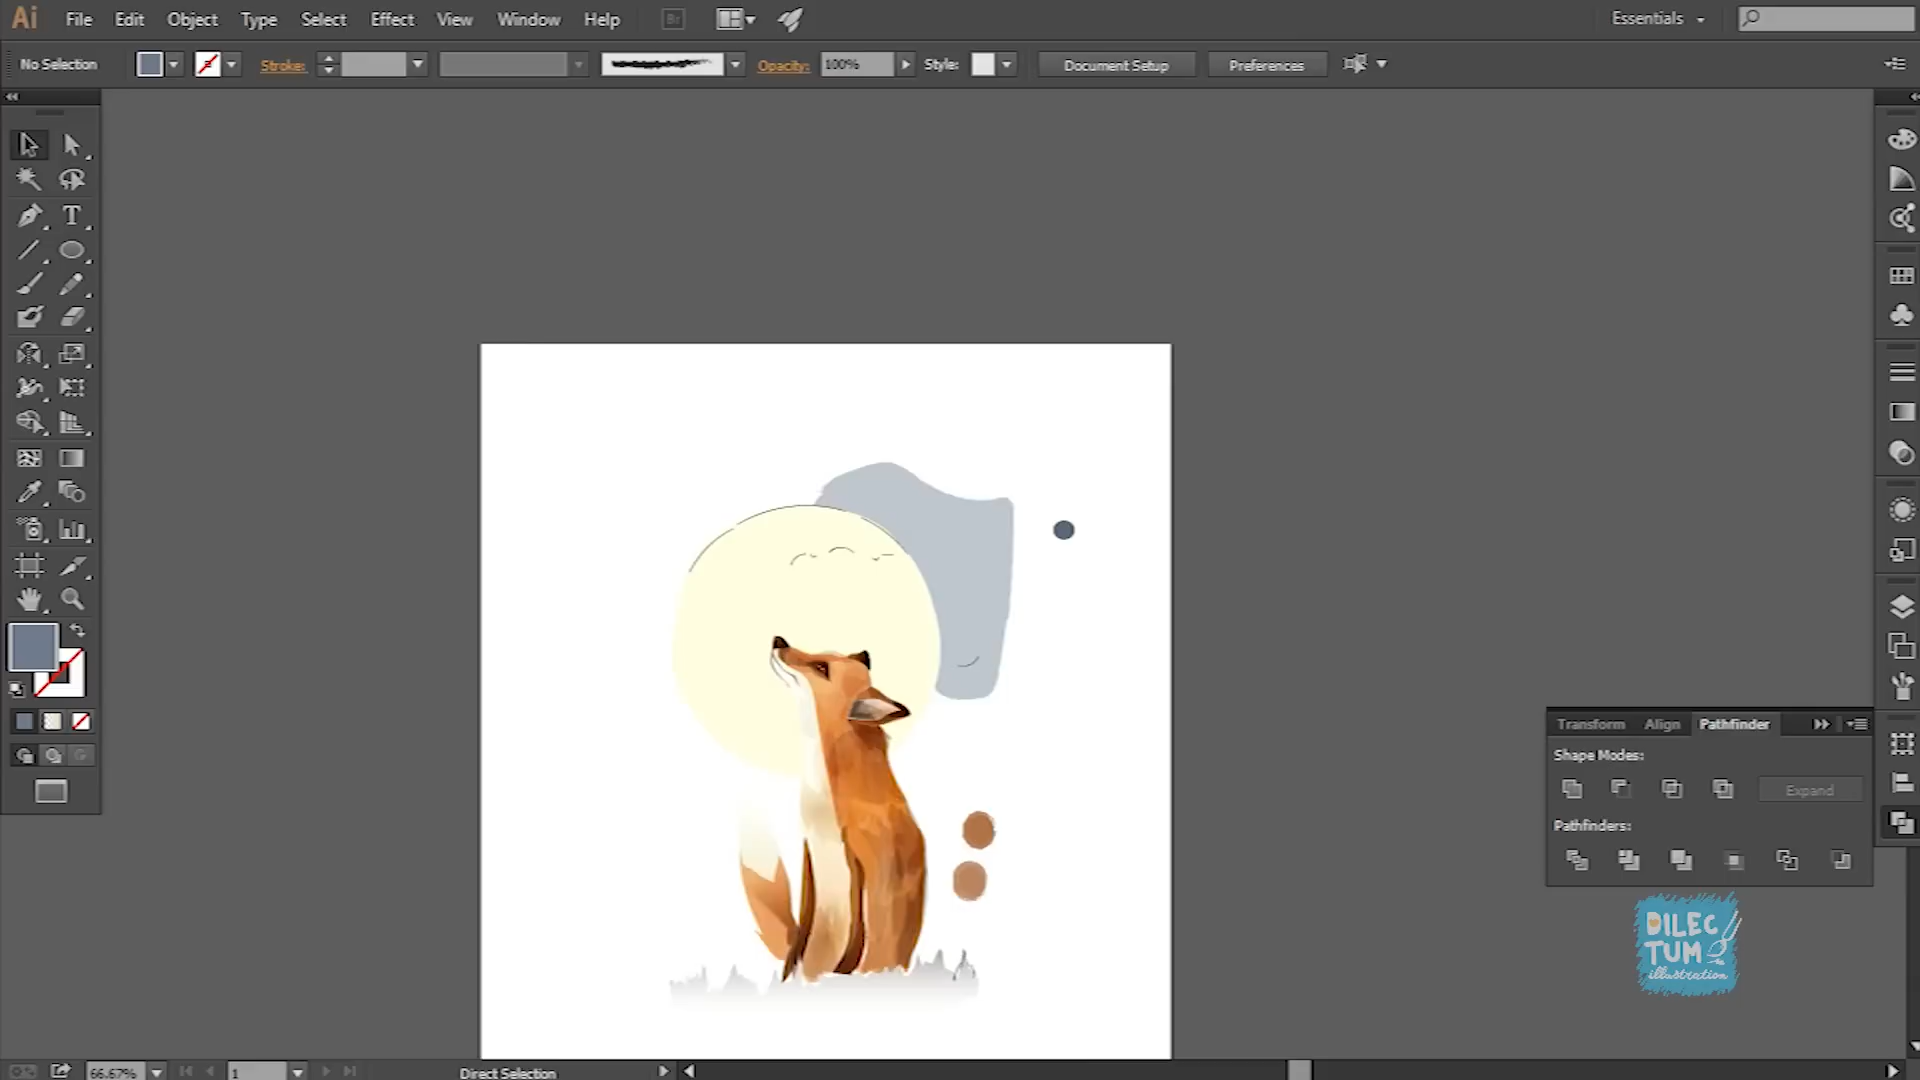 Ai File Edit Object Type Select Effect View Window Help Br Essentials
No Selection Stroke: Opacity: 100% Style: Document Setup Preferences
T
Transform Align Pathfinder
Shape Modes:
Expand
Pathfinders:
DILEC
TUM
illustration
66.67% 1 Direct Selection